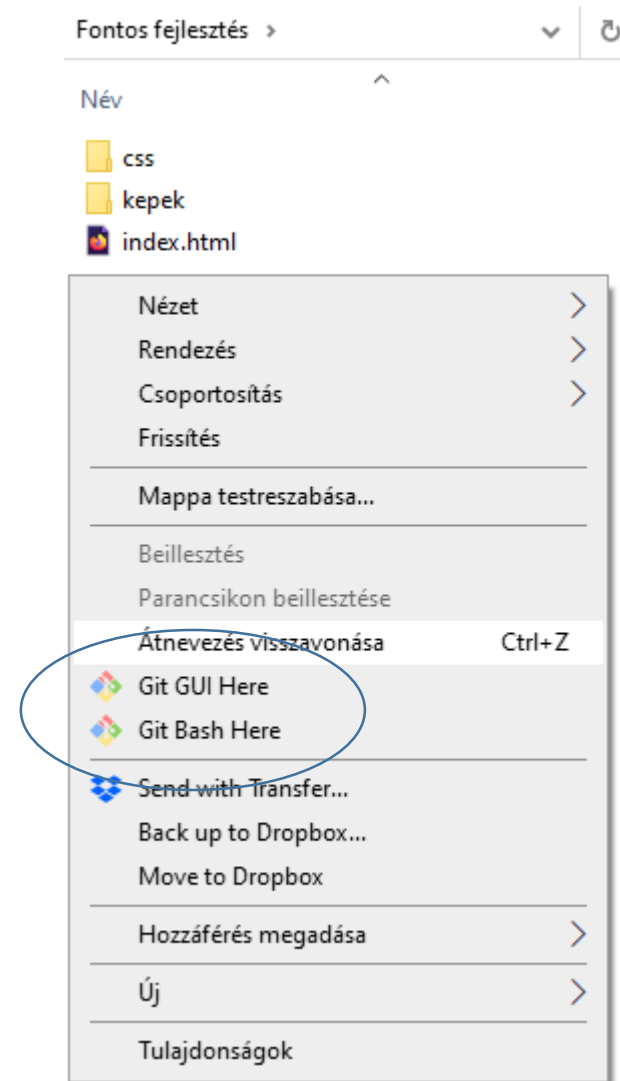 Fontos fejlesztés
Név
css
kepek
index.html
Nézet
Rendezés
Csoportosítás
Frissítés
Mappa testreszabása...
Beillesztés
Parancsikon beillesztése
Átnevezés visszavonása Ctrl+Z
Git GUI Here
Git Bash Here
Send with Transfer...
Back up to Dropbox...
Move to Dropbox
Hozzáférés megadása
Új
Tulajdonságok